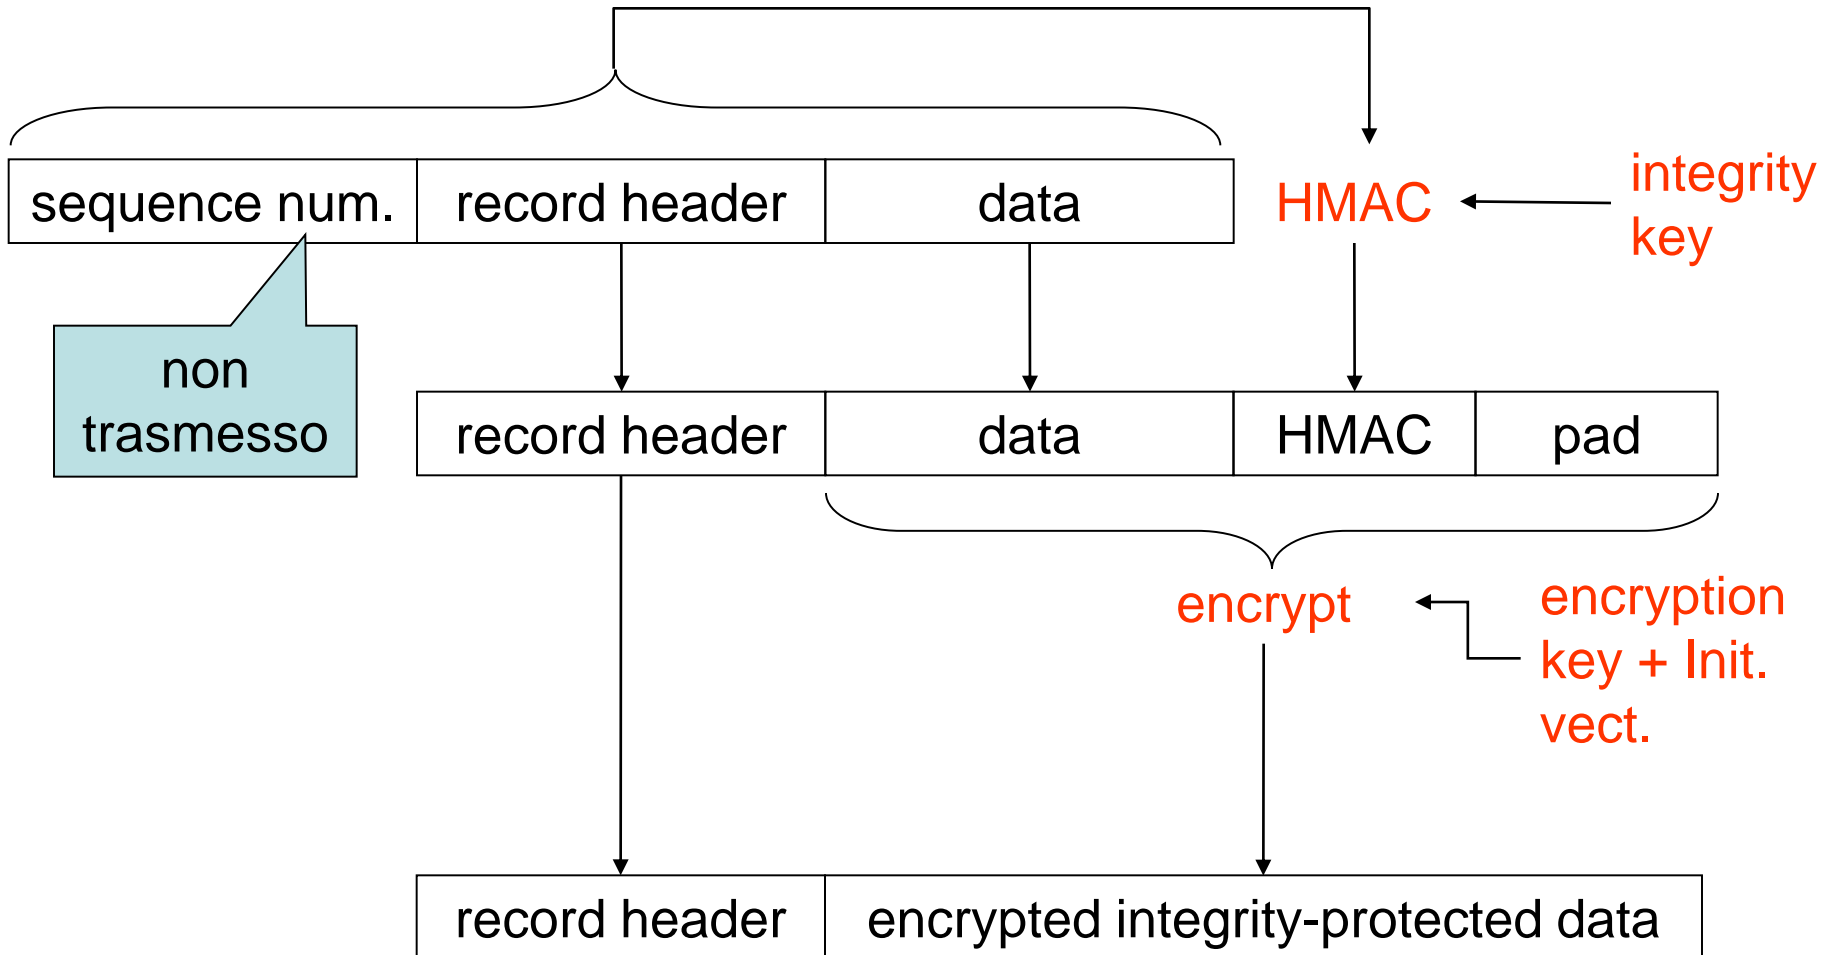 sequence num.
record header
data
HMAC
integrity
key
non
trasmesso
record header
data
HMAC
pad
encrypt
encryption
key + Init.
vect.
record header
encrypted integrity-protected data